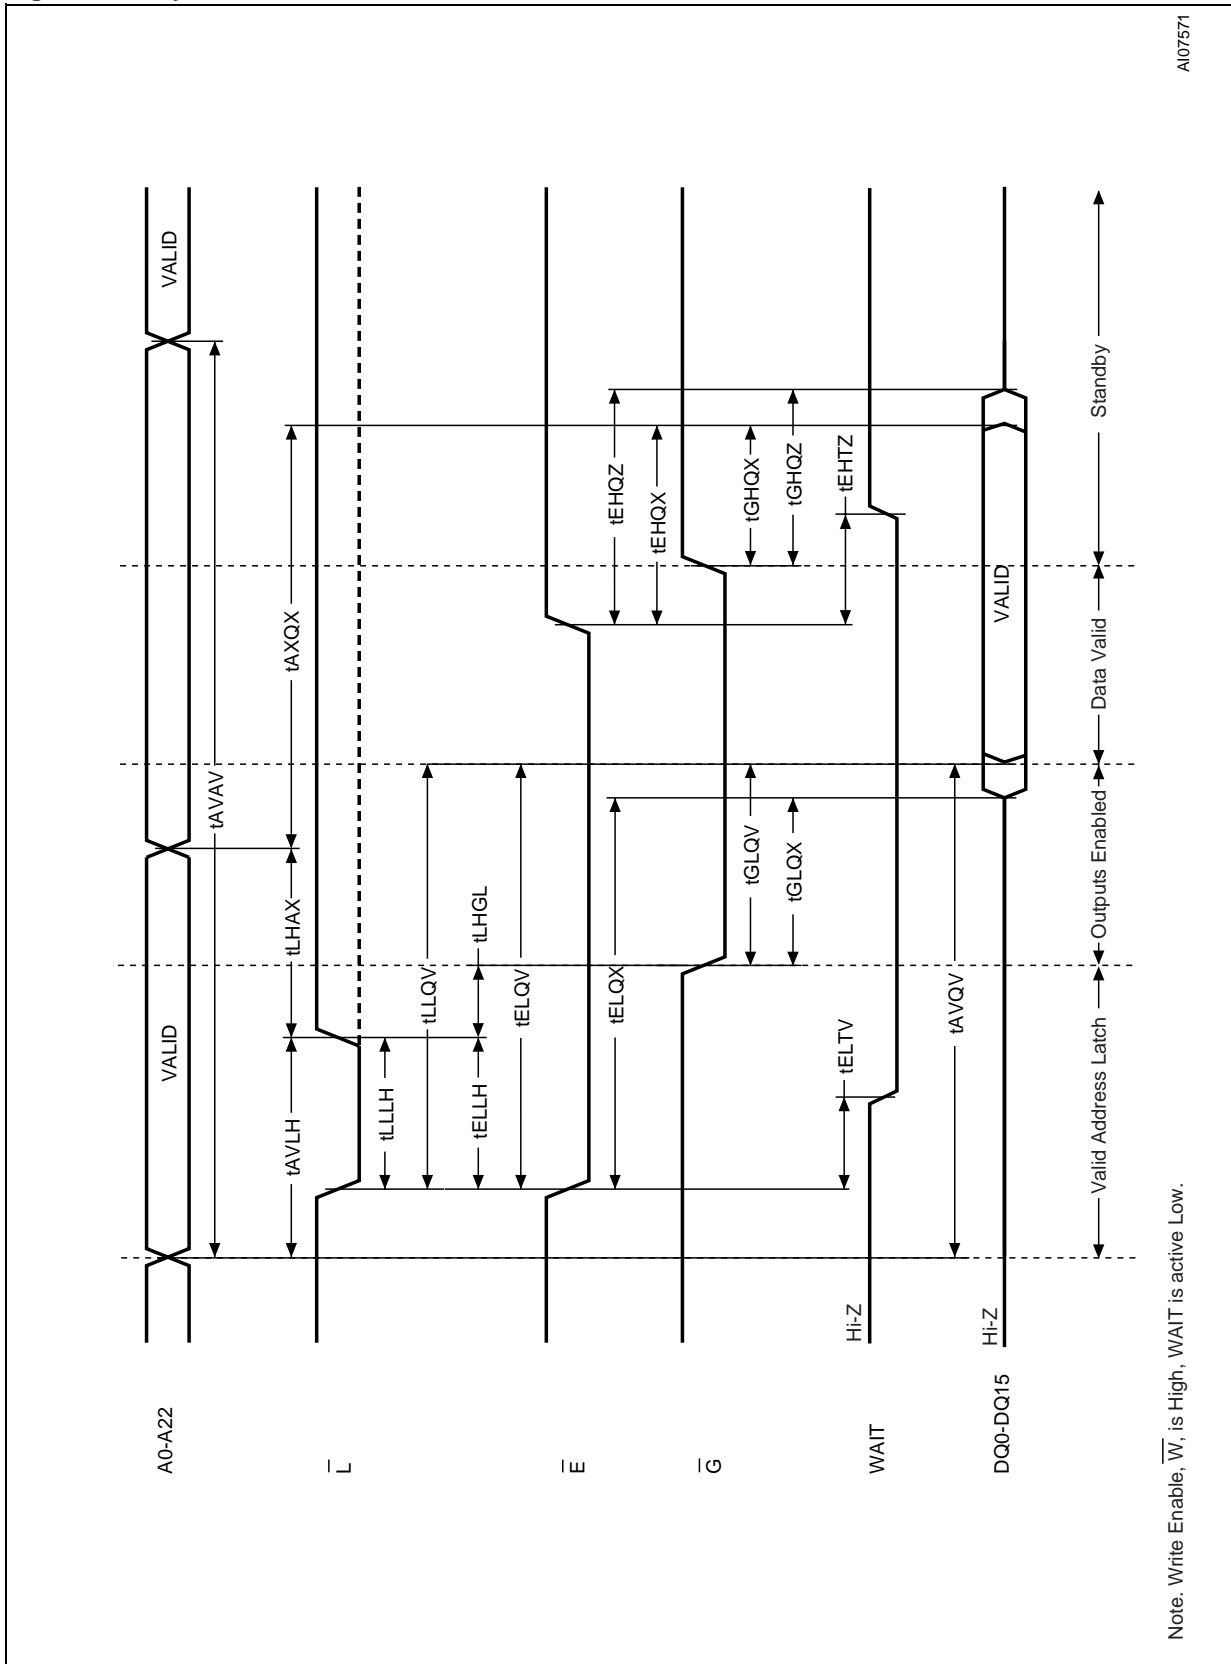 A0-A22
VALID
VALID
tAVAV
tAVLH
tLHAX
tAXQX
L
tLLLH
tLLQV
tELLH
tLHGL
tELQV
E
tELQX
tEHQZ
tEHQX
G
tGLQV
tGHQX
tGLQX
tGHQZ
tELTV
tEHTZ
WAIT
Hi-Z
tAVQV
DQ0-DQ15
Hi-Z
VALID
Valid Address Latch
Outputs Enabled
Data Valid
Standby
Note. Write Enable, W, is High, WAIT is active Low.
AI07571